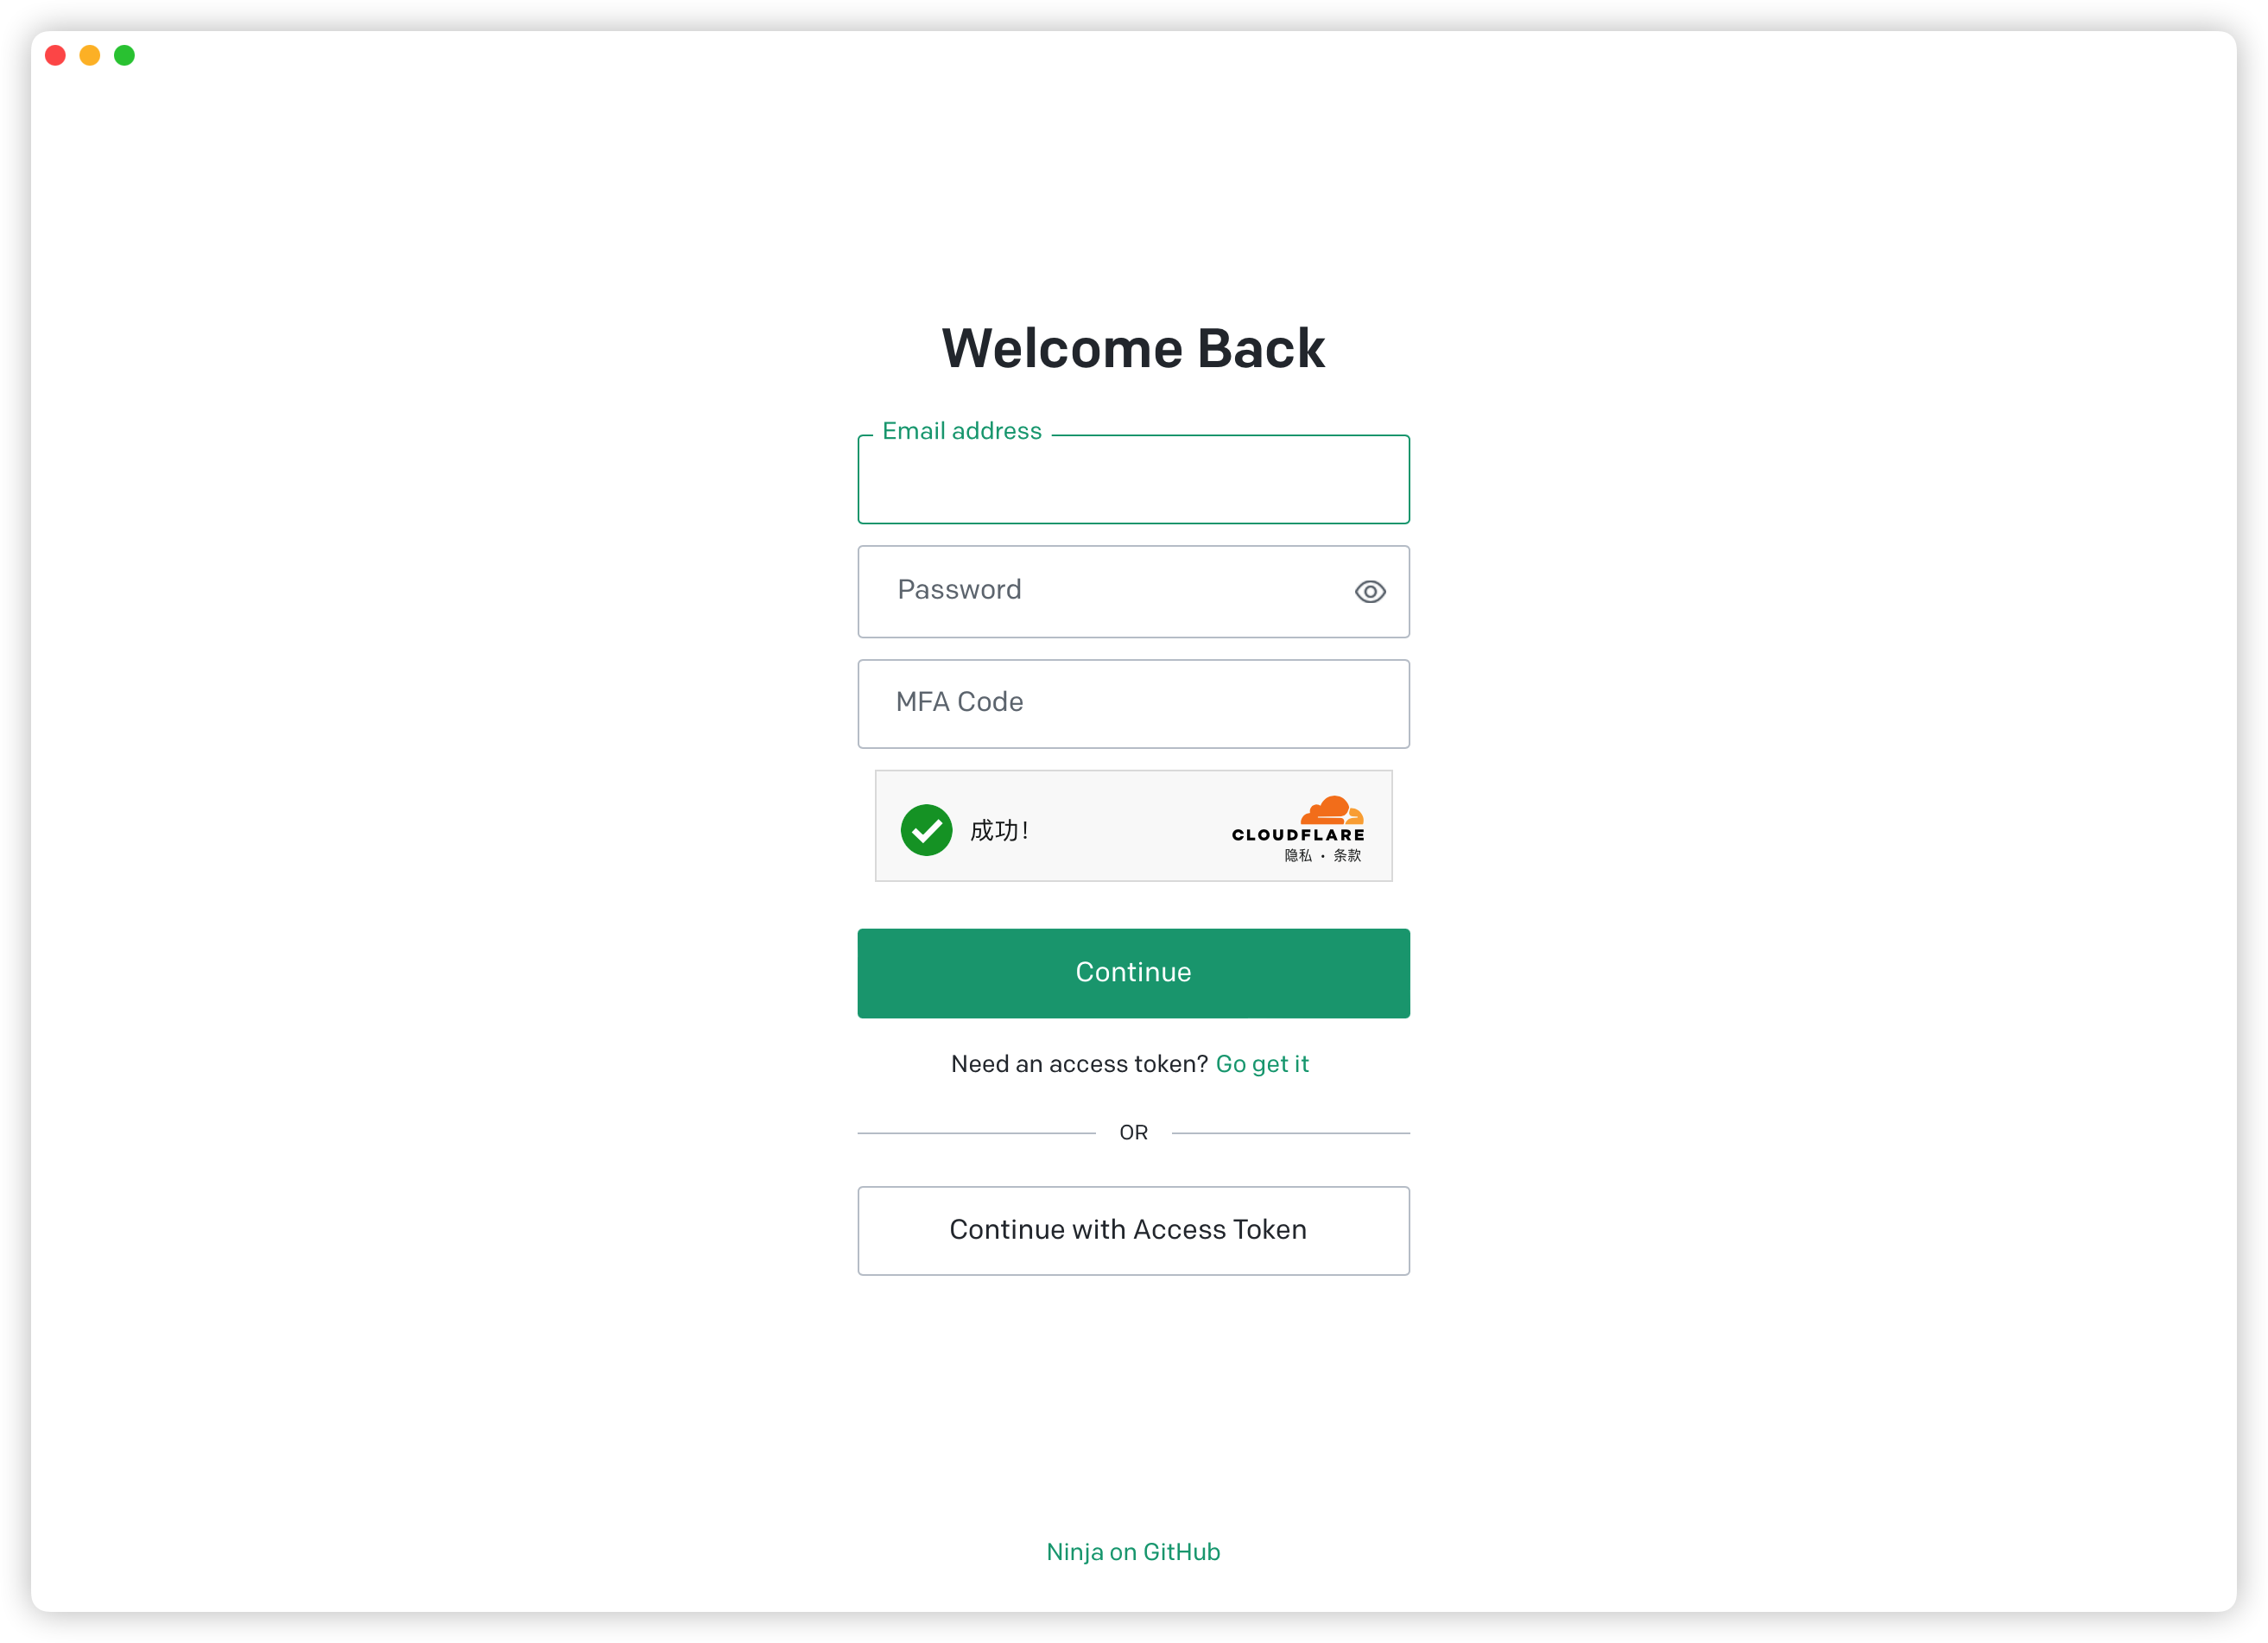 Welcome Back
Email address
Password
MFA Code
成功!
CLOUDFLARE
隐私 • 条款
Continue
Need an access token? Go get it
OR
Continue with Access Token
Ninja on GitHub